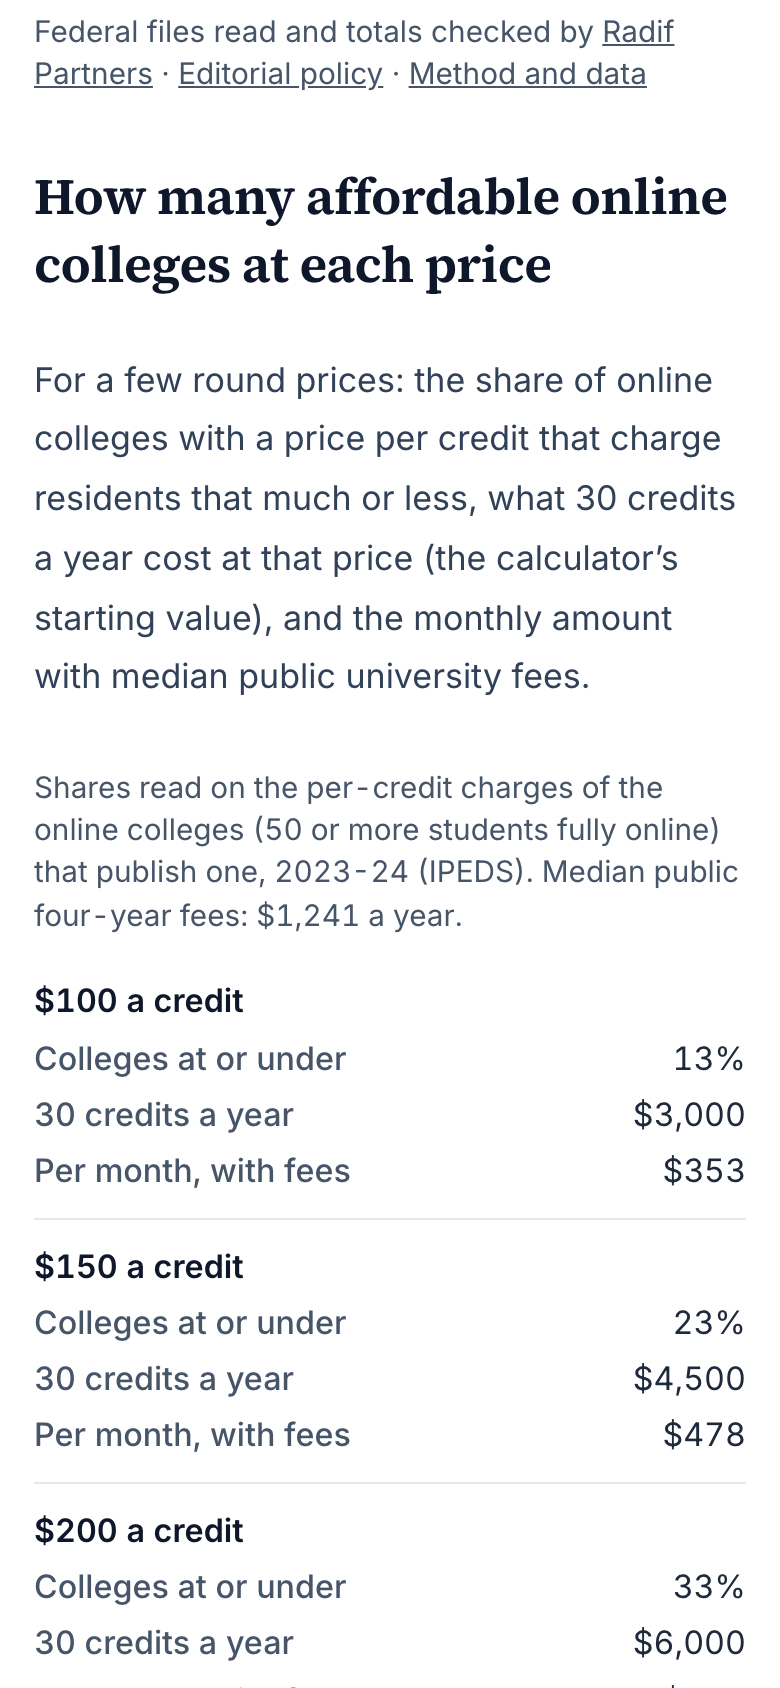 Federal files read and totals checked by Radif
Partners · Editorial policy · Method and data
How many affordable online
colleges at each price
For a few round prices: the share of online
colleges with a price per credit that charge
residents that much or less, what 30 credits
a year cost at that price (the calculator’s
starting value), and the monthly amount
with median public university fees.
Shares read on the per-credit charges of the
online colleges (50 or more students fully online)
that publish one, 2023-24 (IPEDS). Median public
four-year fees: $1,241 a year.
$100 a credit
Colleges at or under 13%
30 credits a year $3,000
Per month, with fees $353
$150 a credit
Colleges at or under 23%
30 credits a year $4,500
Per month, with fees $478
$200 a credit
Colleges at or under 33%
30 credits a year $6,000